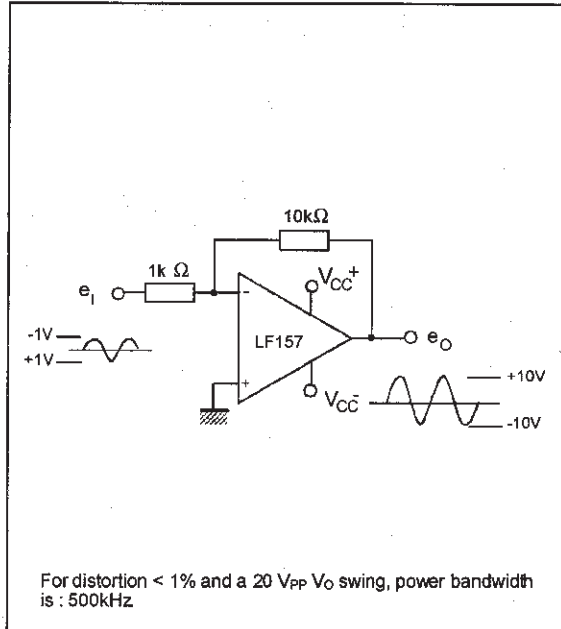 10kΩ
1k Ω
V_CC^+
e_I
-
-1V
+1V
LF157
e_O
+
V_CC^-
+10V
-10V
For distortion < 1% and a 20 V_PP V_O swing, power bandwidth
is : 500kHz